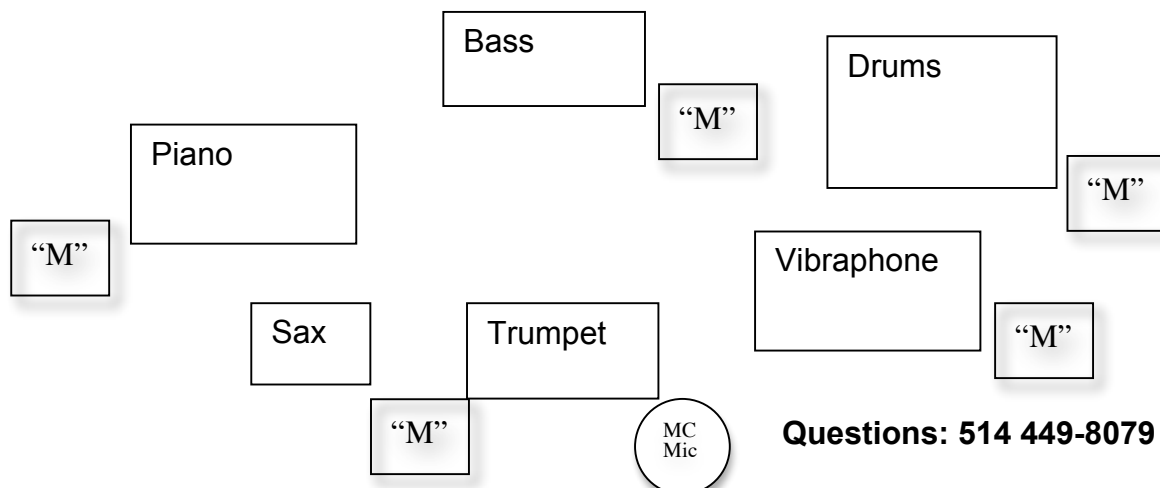 Bass
Drums
“M”
Piano
“M”
“M”
Vibraphone
Sax
Trumpet
“M”
“M”
MC
Mic
Questions: 514 449-8079